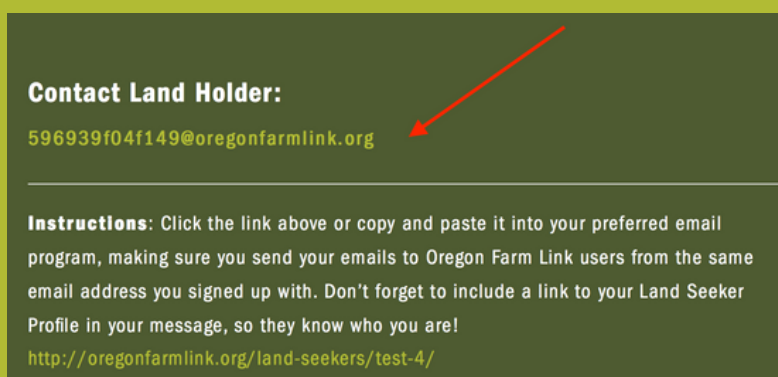 Contact Land Holder:
596939f04f149@oregonfarmlink.org
Instructions: Click the link above or copy and paste it into your preferred email
program, making sure you send your emails to Oregon Farm Link users from the same
email address you signed up with. Don't forget to include a link to your Land Seeker
Profile in your message, so they know who you are!
http://oregonfarmlink.org/land-seekers/test-4/